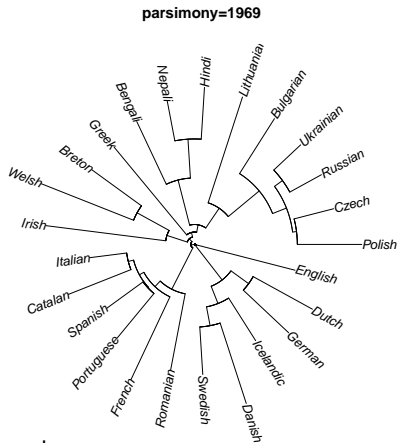 parsimony=1969
Lithuanian
Hindi
Nepali
Bengali
Greek
Breton
Welsh
Irish
Italian
Catalan
Spanish
Portuguese
French
Romanian
Swedish
Danish
Icelandic
German
Dutch
English
Polish
Czech
Russian
Ukrainian
Bulgarian